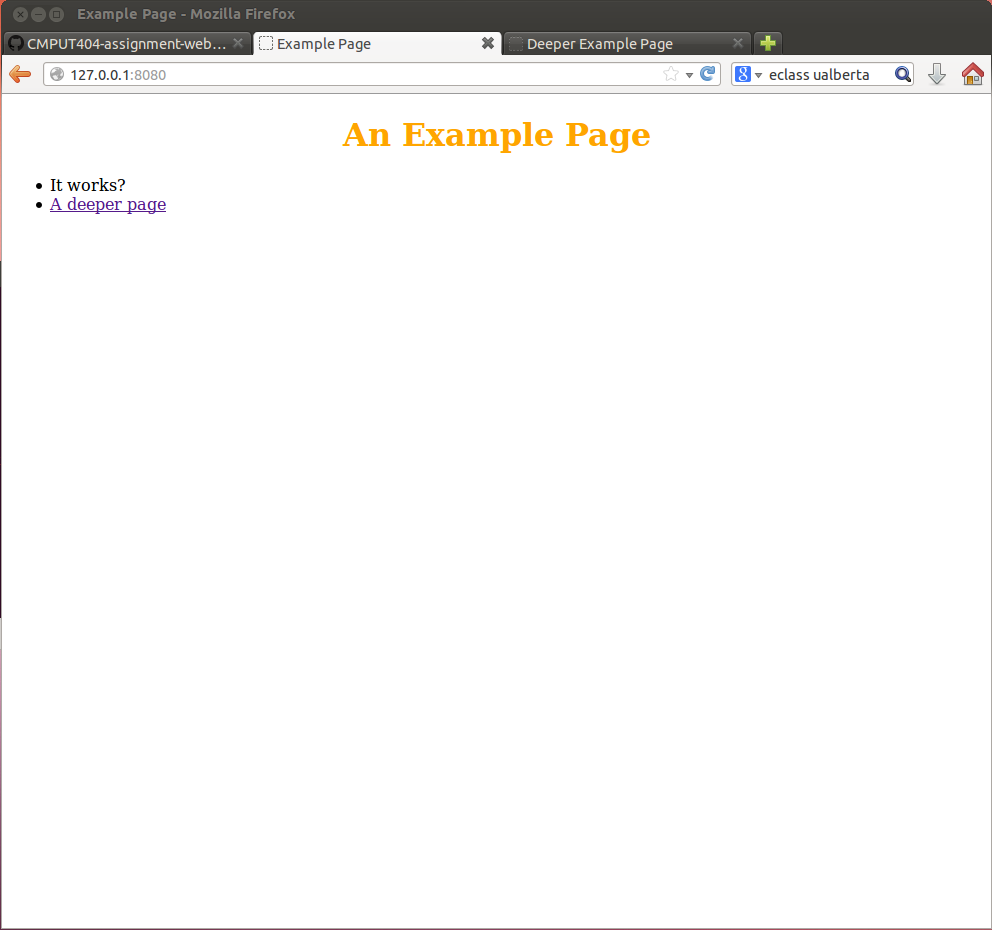 Example Page - Mozilla Firefox
CMPUT404-assignment-web... Example Page Deeper Example Page
127.0.0.1:8080 8 eclass ualberta
An Example Page
It works?
A deeper page